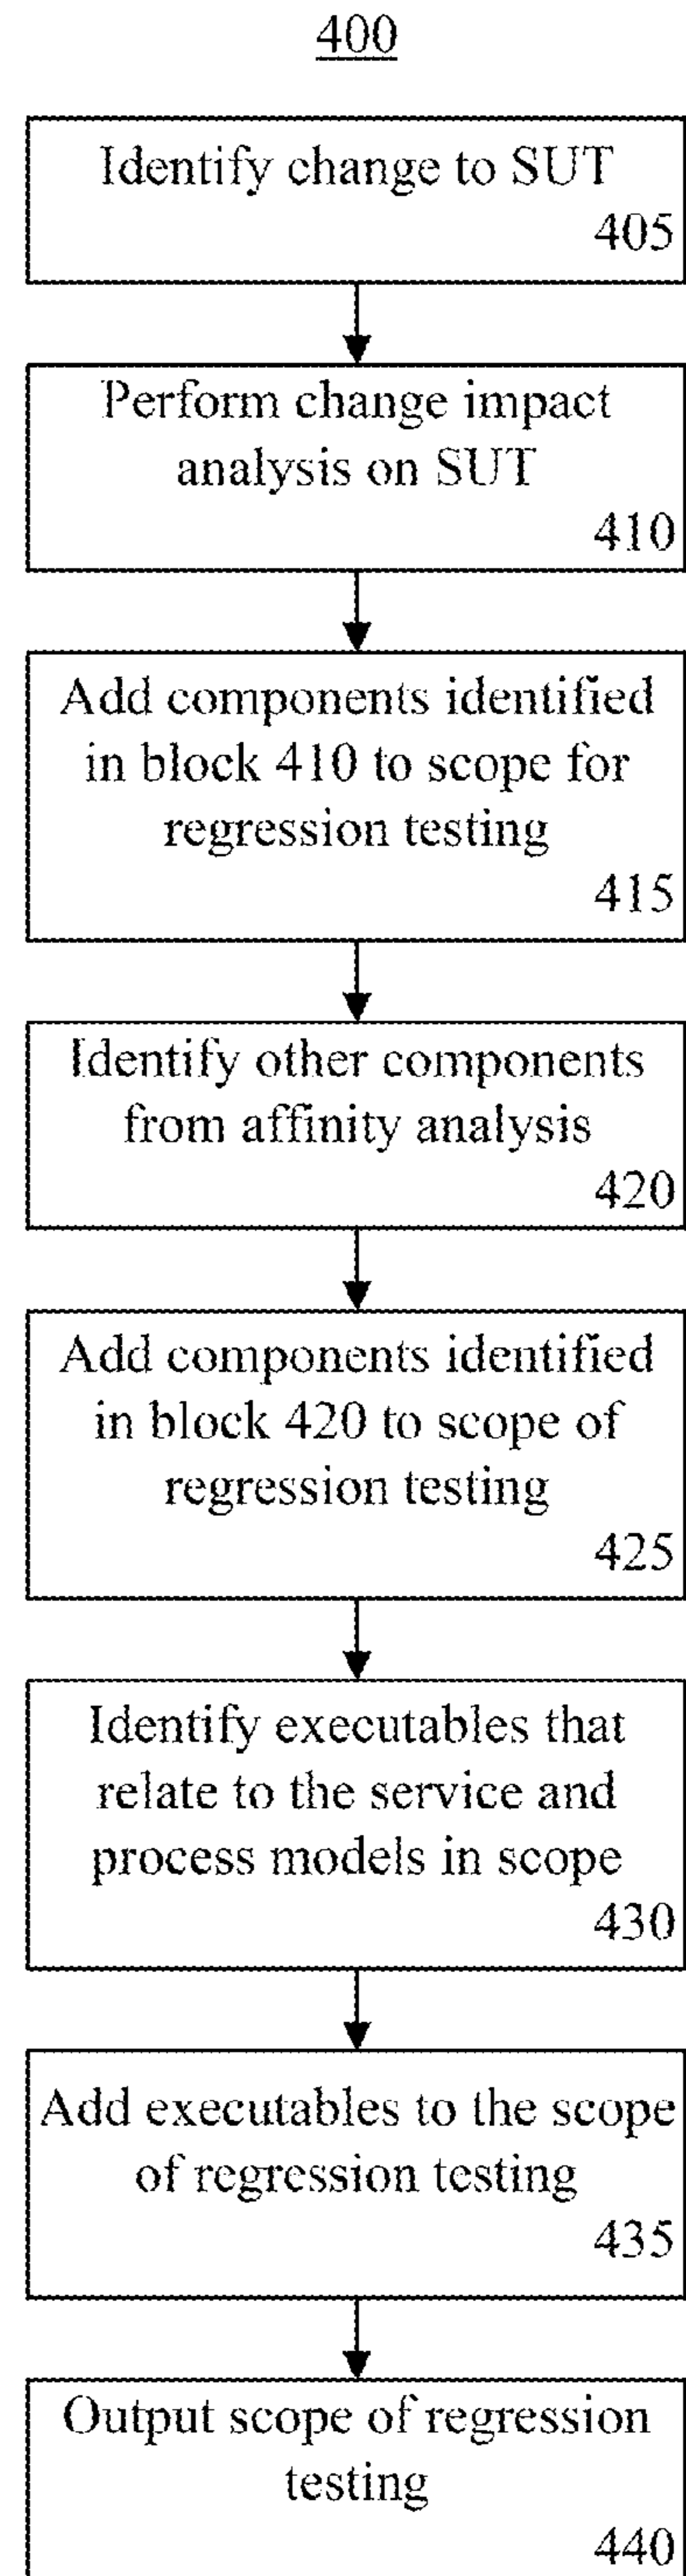 400
Identify change to SUT
405
Perform change impact
analysis on SUT
410
Add components identified
in block 410 to scope for
regression testing
415
Identify other components
from affinity analysis
420
Add components identified
in block 420 to scope of
regression testing
425
Identify executables that
relate to the service and
process models in scope
430
Add executables to the scope
of regression testing
435
Output scope of regression
testing
440